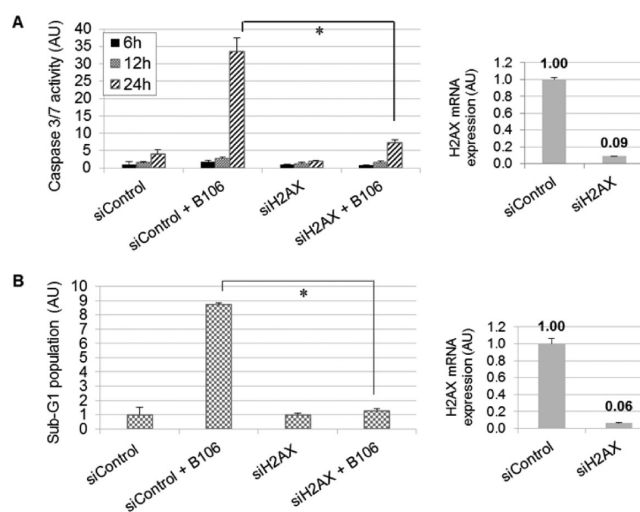 A
Caspase 3/7 activity (AU)
40
35
30
25
20
15
10
5
0
6h
12h
24h
*
siControl
siControl + B106
siH2AX
siH2AX + B106
H2AX mRNA
expression (AU)
1.2
1.0
0.8
0.6
0.4
0.2
0.0
1.00
0.09
siControl
siH2AX
B
Sub-G1 population (AU)
10
9
8
7
6
5
4
3
2
1
0
*
siControl
siControl + B106
siH2AX
siH2AX + B106
H2AX mRNA
expression (AU)
1.2
1.0
0.8
0.6
0.4
0.2
0.0
1.00
0.06
siControl
siH2AX